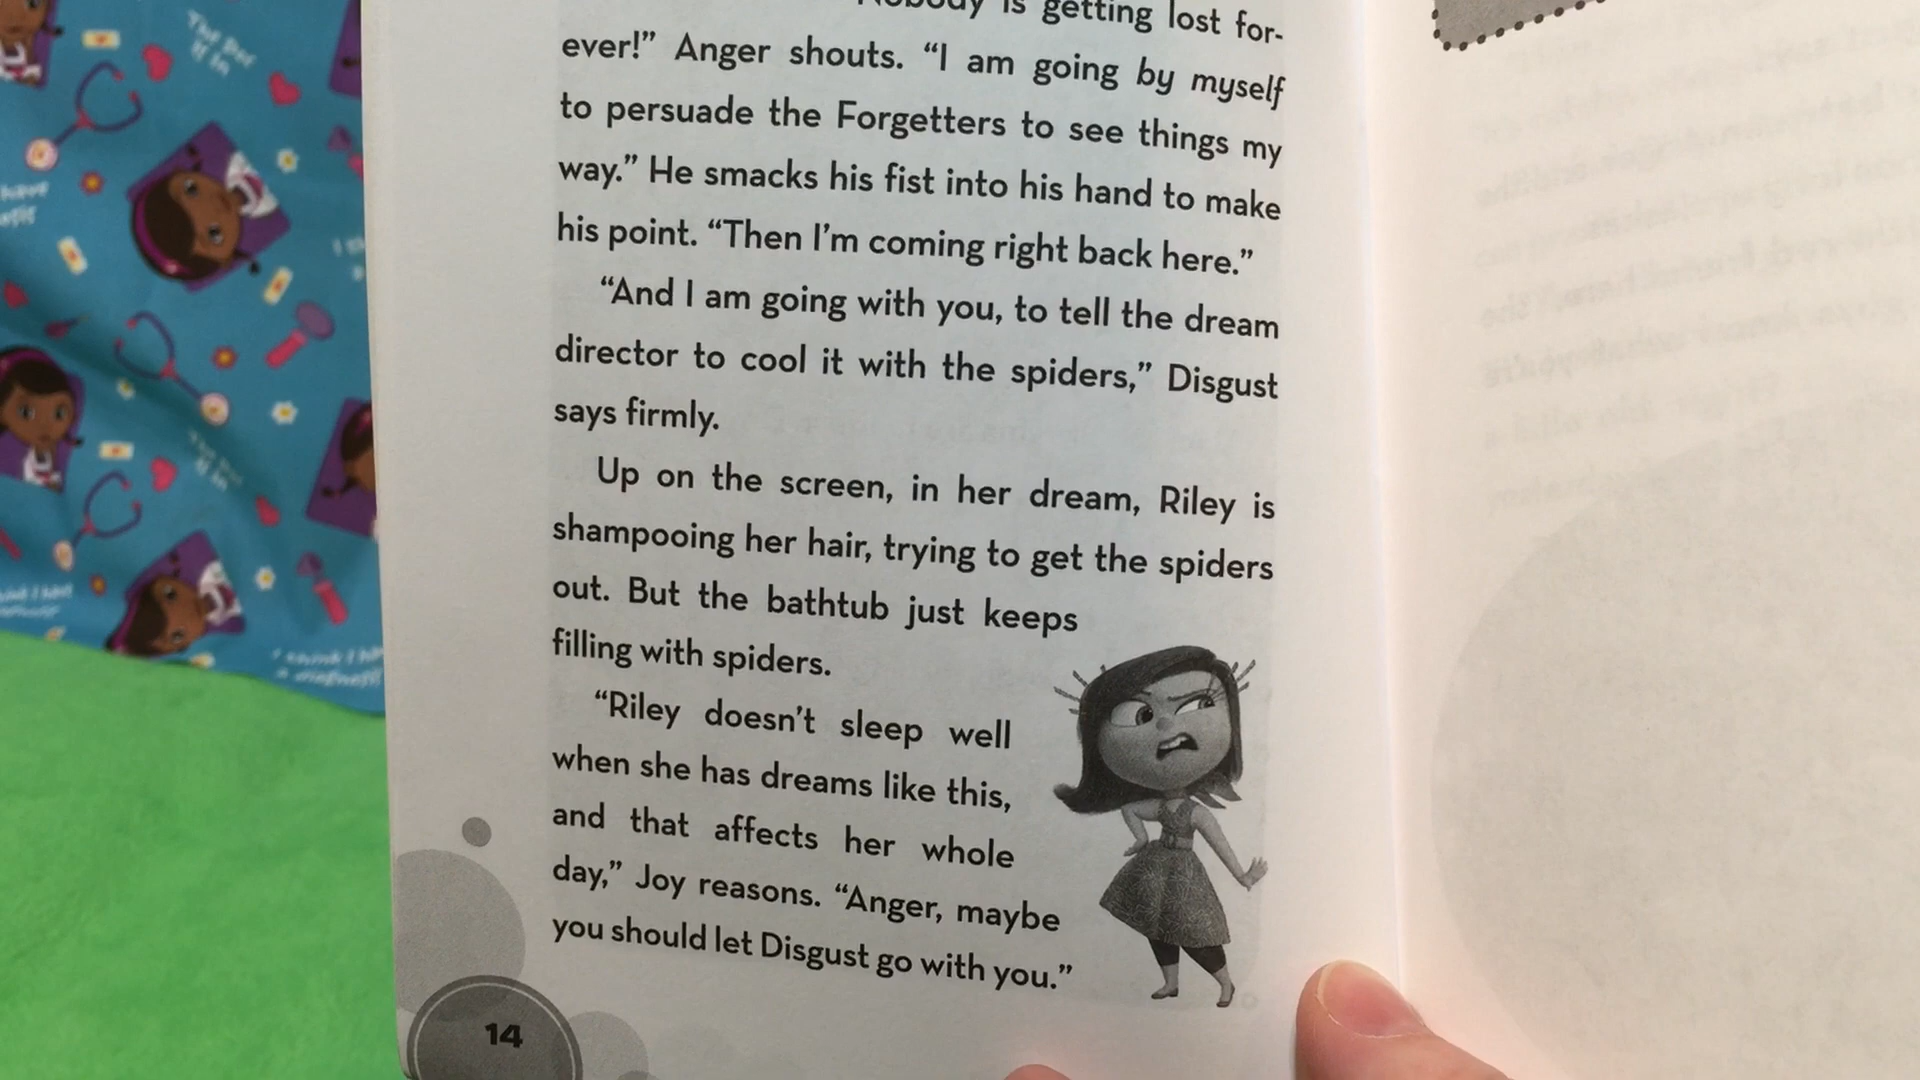 Nobody is getting lost for-
ever!” Anger shouts. “I am going by myself
to persuade the Forgetters to see things my
way.” He smacks his fist into his hand to make
his point. “Then I’m coming right back here.”
“And I am going with you, to tell the dream
director to cool it with the spiders,” Disgust
says firmly.
Up on the screen, in her dream, Riley is
shampooing her hair, trying to get the spiders
out. But the bathtub just keeps
filling with spiders.
“Riley doesn’t sleep well
when she has dreams like this,
and that affects her whole
day,” Joy reasons. “Anger, maybe
you should let Disgust go with you.”
14